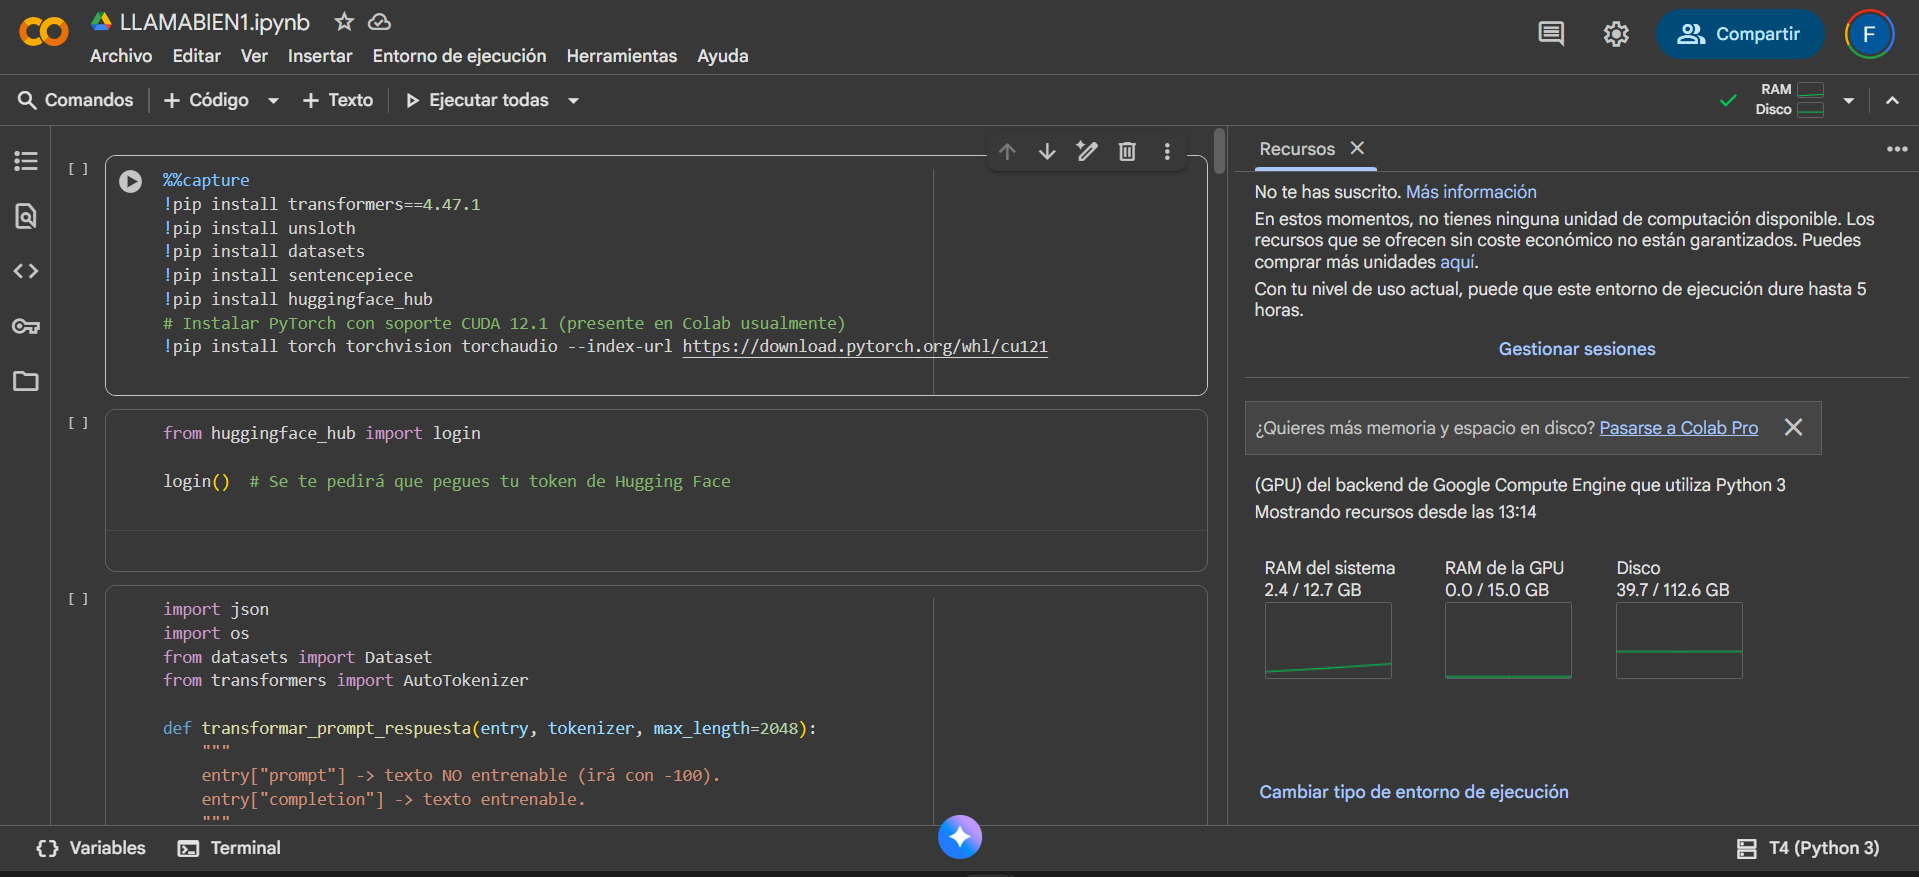 LLAMABIEN1.ipynb
Archivo Editar Ver Insertar Entorno de ejecución Herramientas Ayuda
Compartir
F
Comandos
Código
Texto
Ejecutar todas
RAM
Disco
[ ]
%%capture
!pip install transformers==4.47.1
!pip install unsloth
!pip install datasets
!pip install sentencepiece
!pip install huggingface_hub
# Instalar PyTorch con soporte CUDA 12.1 (presente en Colab usualmente)
!pip install torch torchvision torchaudio --index-url https://download.pytorch.org/whl/cu121
[ ]
from huggingface_hub import login
login()  # Se te pedirá que pegues tu token de Hugging Face
[ ]
import json
import os
from datasets import Dataset
from transformers import AutoTokenizer
def transformar_prompt_respuesta(entry, tokenizer, max_length=2048):
"""
entry["prompt"] -> texto NO entrenable (irá con -100).
entry["completion"] -> texto entrenable.
"""
Recursos
No te has suscrito. Más información
En estos momentos, no tienes ninguna unidad de computación disponible. Los
recursos que se ofrecen sin coste económico no están garantizados. Puedes
comprar más unidades aquí.
Con tu nivel de uso actual, puede que este entorno de ejecución dure hasta 5
horas.
Gestionar sesiones
¿Quieres más memoria y espacio en disco? Pasarse a Colab Pro
(GPU) del backend de Google Compute Engine que utiliza Python 3
Mostrando recursos desde las 13:14
RAM del sistema
2.4 / 12.7 GB
RAM de la GPU
0.0 / 15.0 GB
Disco
39.7 / 112.6 GB
Cambiar tipo de entorno de ejecución
Variables
Terminal
T4 (Python 3)